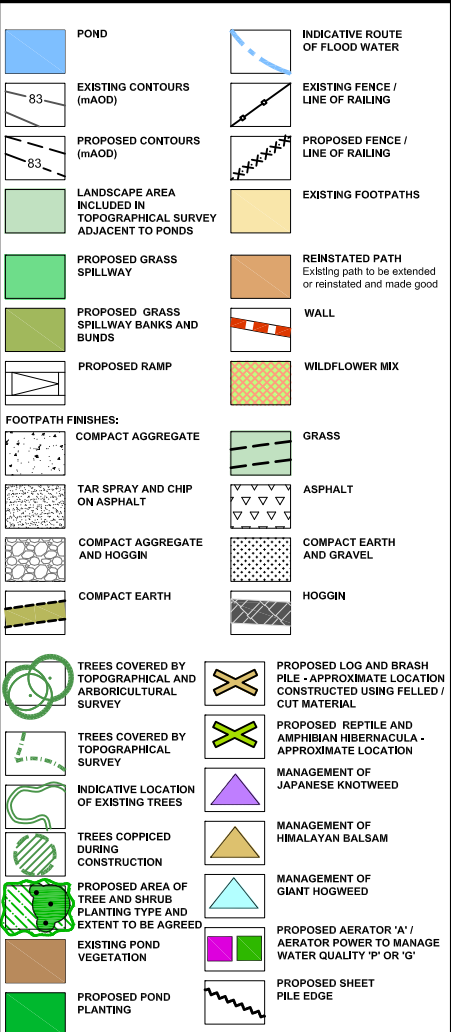 POND
INDICATIVE ROUTE
OF FLOOD WATER
83
EXISTING CONTOURS
(mAOD)
EXISTING FENCE /
LINE OF RAILING
83
PROPOSED CONTOURS
(mAOD)
PROPOSED FENCE /
LINE OF RAILING
LANDSCAPE AREA
INCLUDED IN
TOPOGRAPHICAL SURVEY
ADJACENT TO PONDS
EXISTING FOOTPATHS
PROPOSED GRASS
SPILLWAY
REINSTATED PATH
Existing path to be extended
or reinstated and made good
PROPOSED GRASS
SPILLWAY BANKS AND
BUNDS
WALL
PROPOSED RAMP
WILDFLOWER MIX
FOOTPATH FINISHES:
COMPACT AGGREGATE
GRASS
TAR SPRAY AND CHIP
ON ASPHALT
ASPHALT
COMPACT AGGREGATE
AND HOGGIN
COMPACT EARTH
AND GRAVEL
COMPACT EARTH
HOGGIN
TREES COVERED BY
TOPOGRAPHICAL AND
ARBORICULTURAL
SURVEY
PROPOSED LOG AND BRASH
PILE - APPROXIMATE LOCATION
CONSTRUCTED USING FELLED /
CUT MATERIAL
TREES COVERED BY
TOPOGRAPHICAL
SURVEY
PROPOSED REPTILE AND
AMPHIBIAN HIBERNACULA -
APPROXIMATE LOCATION
INDICATIVE LOCATION
OF EXISTING TREES
MANAGEMENT OF
JAPANESE KNOTWEED
TREES COPPICED
DURING
CONSTRUCTION
MANAGEMENT OF
HIMALAYAN BALSAM
PROPOSED AREA OF
TREE AND SHRUB
PLANTING TYPE AND
EXTENT TO BE AGREED
MANAGEMENT OF
GIANT HOGWEED
EXISTING POND
VEGETATION
PROPOSED AERATOR 'A' /
AERATOR POWER TO MANAGE
WATER QUALITY 'P' OR 'G'
PROPOSED POND
PLANTING
PROPOSED SHEET
PILE EDGE